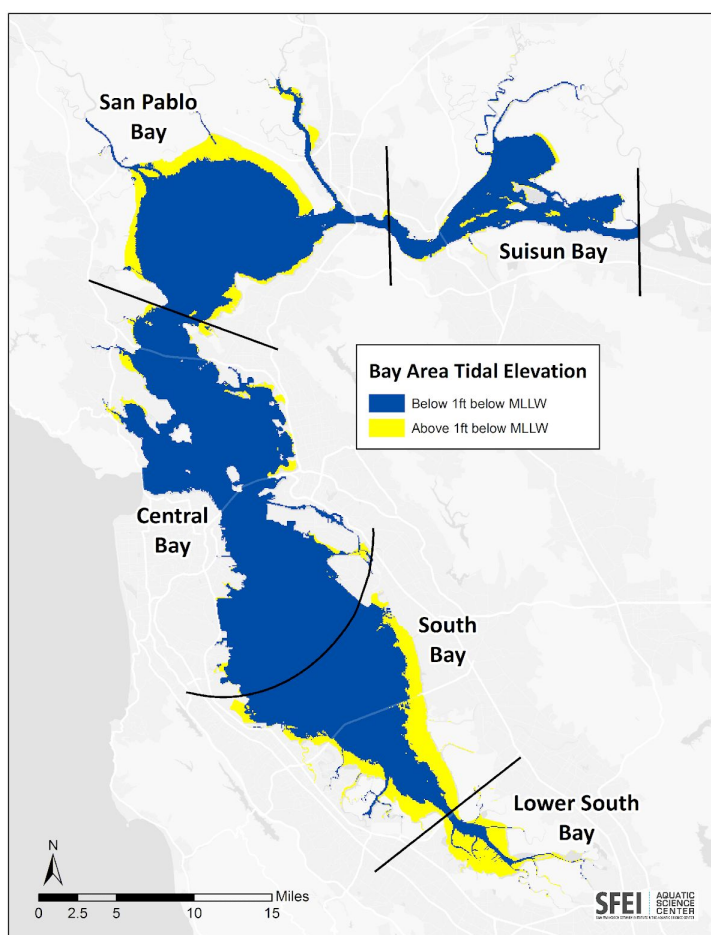 San Pablo
Bay
Suisun Bay
Bay Area Tidal Elevation
Below 1ft below MLLW
Above 1ft below MLLW
Central
Bay
South
Bay
Lower South
Bay
N
Miles
0 2.5 5 10 15
SFEI
AQUATIC
SCIENCE
CENTER